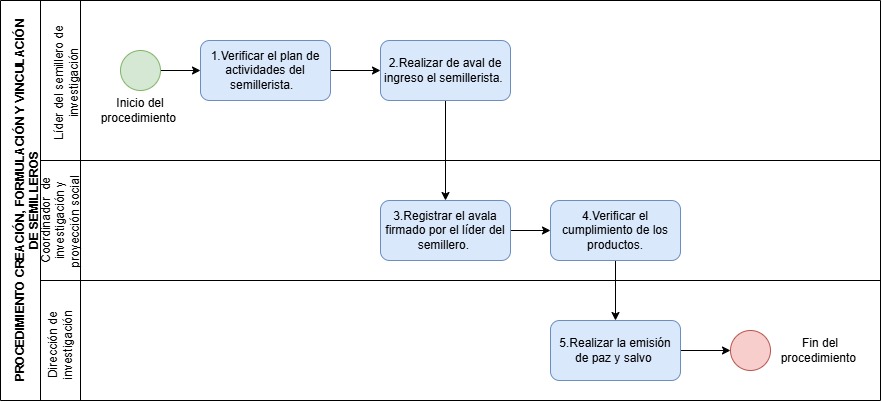 PROCEDIMIENTO CREACIÓN, FORMULACIÓN Y VINCULACIÓN
DE SEMILLEROS
Líder del semillero de
investigación
Inicio del
procedimiento
1.Verificar el plan de
actividades del
semillerista.
2.Realizar de aval de
ingreso el semillerista.
Coordinador de
investigación y
proyección social
3.Registrar el avala
firmado por el líder del
semillero.
4.Verificar el
cumplimiento de los
productos.
Dirección de
investigación
5.Realizar la emisión
de paz y salvo
Fin del
procedimiento